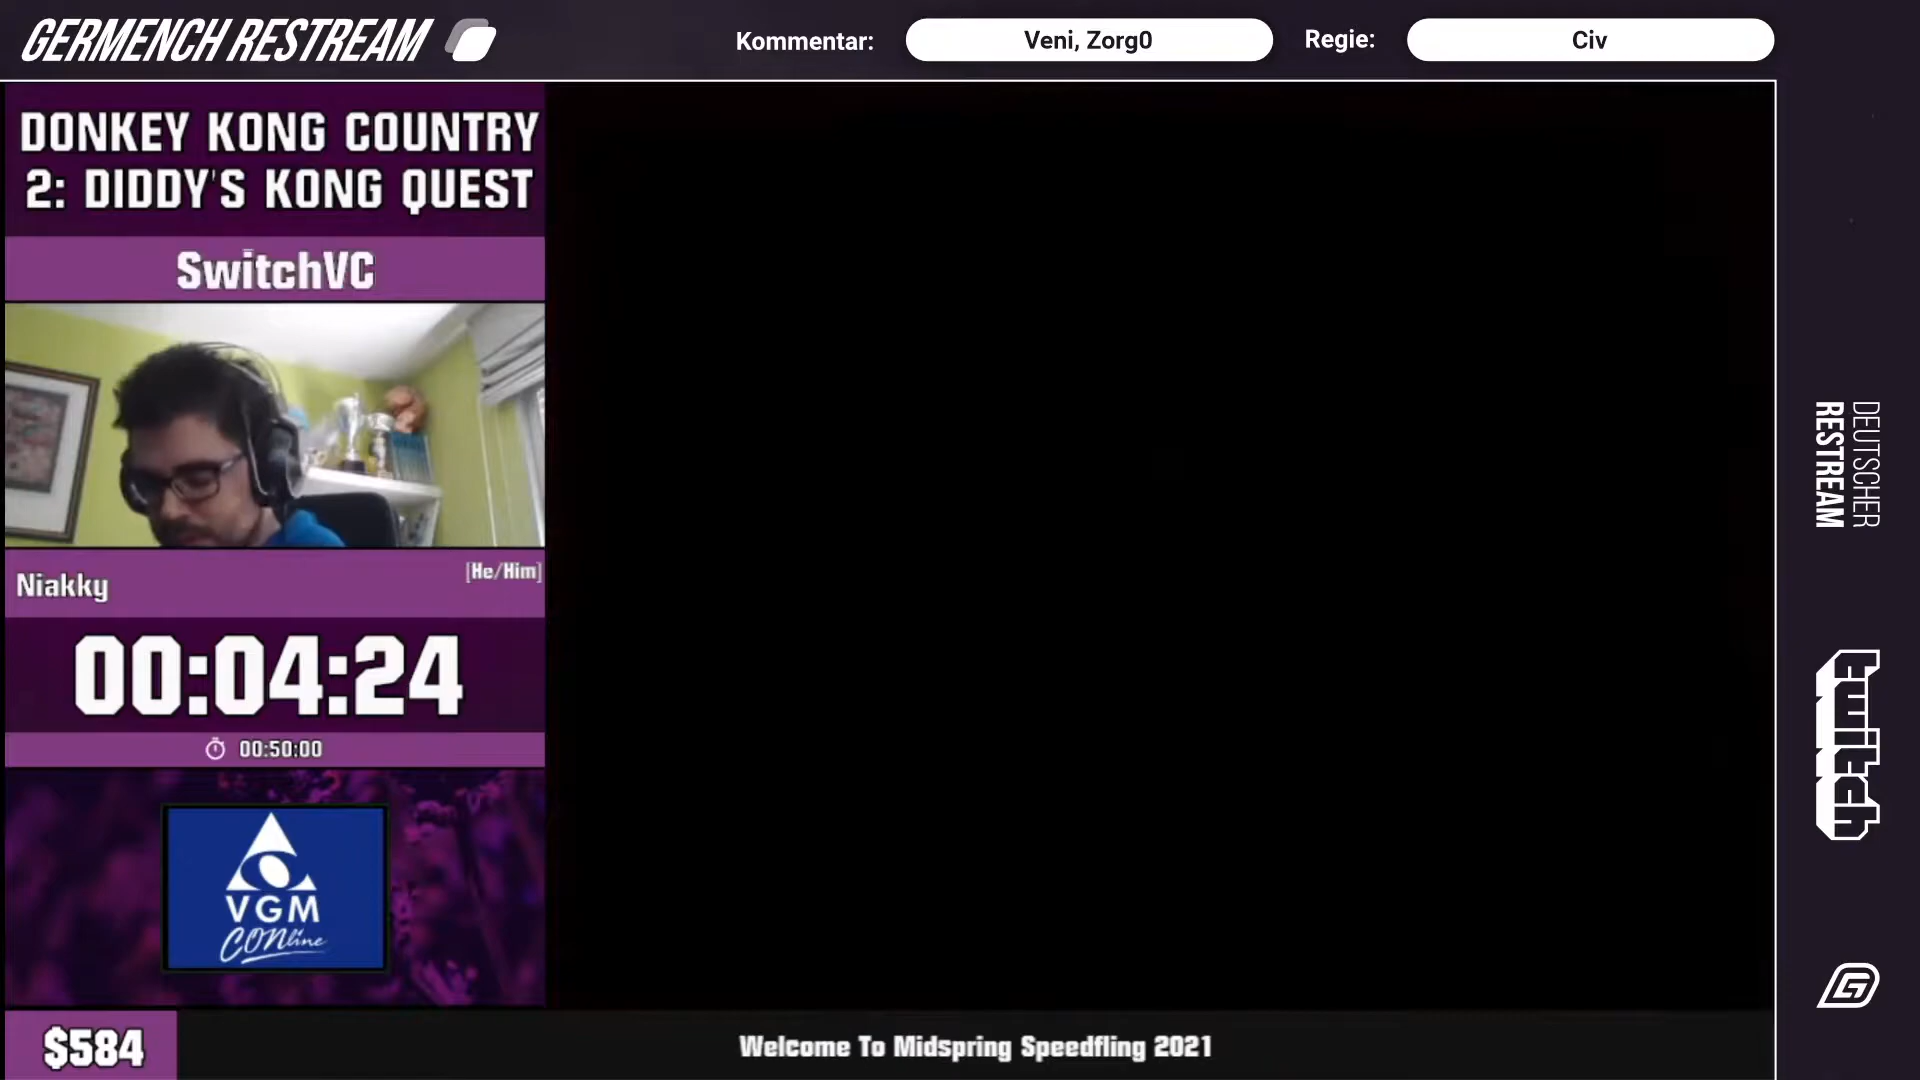 GERMENCH RESTREAM
Kommentar:
Veni, Zorg0
Regie:
Civ
DONKEY KONG COUNTRY
2: DIDDY'S KONG QUEST
SwitchVC
Niakky
[He/Him]
00:04:24
00:50:00
VGM
CONline
$584
Welcome To Midspring Speedfling 2021
DEUTSCHER
RESTREAM
twitch
G